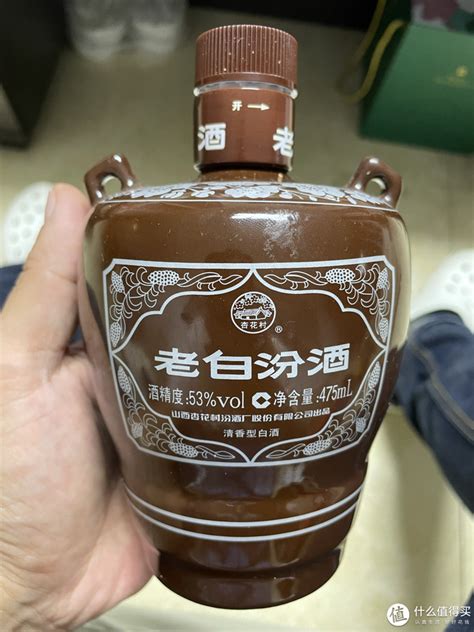 开 →
酒 老
杏花村
®
老白汾酒
酒精度:53%vol C净含量:475mL
山西杏花村汾酒厂股份有限公司出品
清香型白酒
值 什么值得买